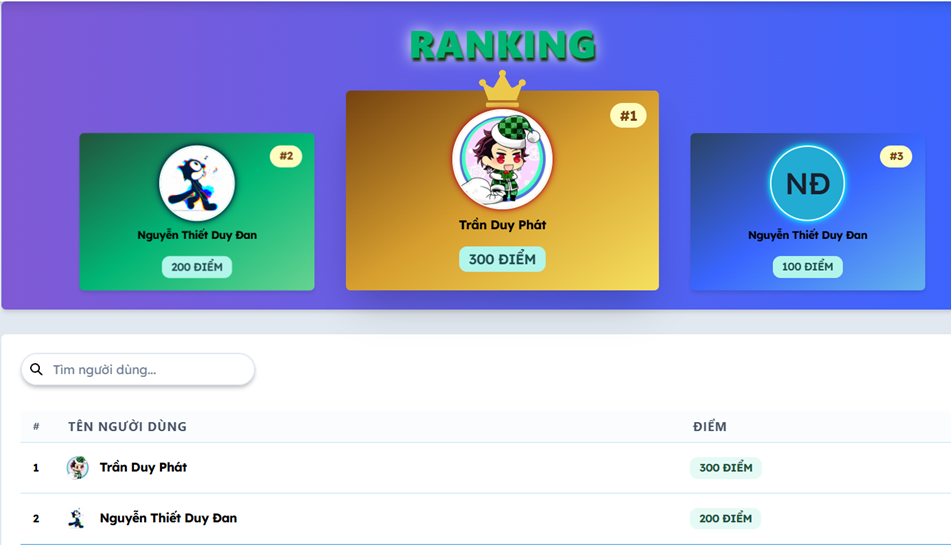 RANKING
#1
#2
#3
NĐ
Trần Duy Phát
Nguyễn Thiết Duy Đan
Nguyễn Thiết Duy Đan
300 ĐIỂM
200 ĐIỂM
100 ĐIỂM
Tìm người dùng...
# TÊN NGƯỜI DÙNG ĐIỂM
1 Trần Duy Phát 300 ĐIỂM
2 Nguyễn Thiết Duy Đan 200 ĐIỂM